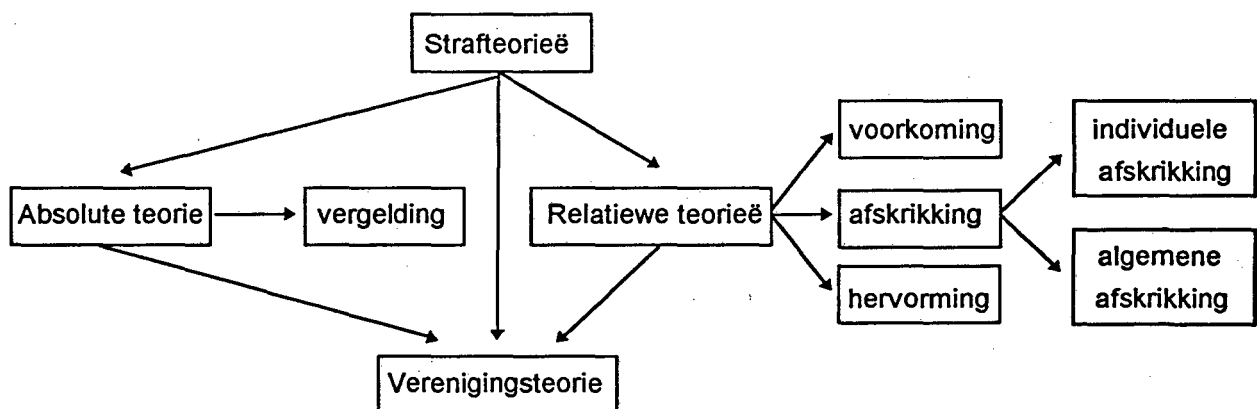 Strafteorieë
voorkoming
individuele
afskrikking
Absolute teorie
vergelding
Relatiewe teorieë
afskrikking
algemene
afskrikking
hervorming
Verenigingsteorie